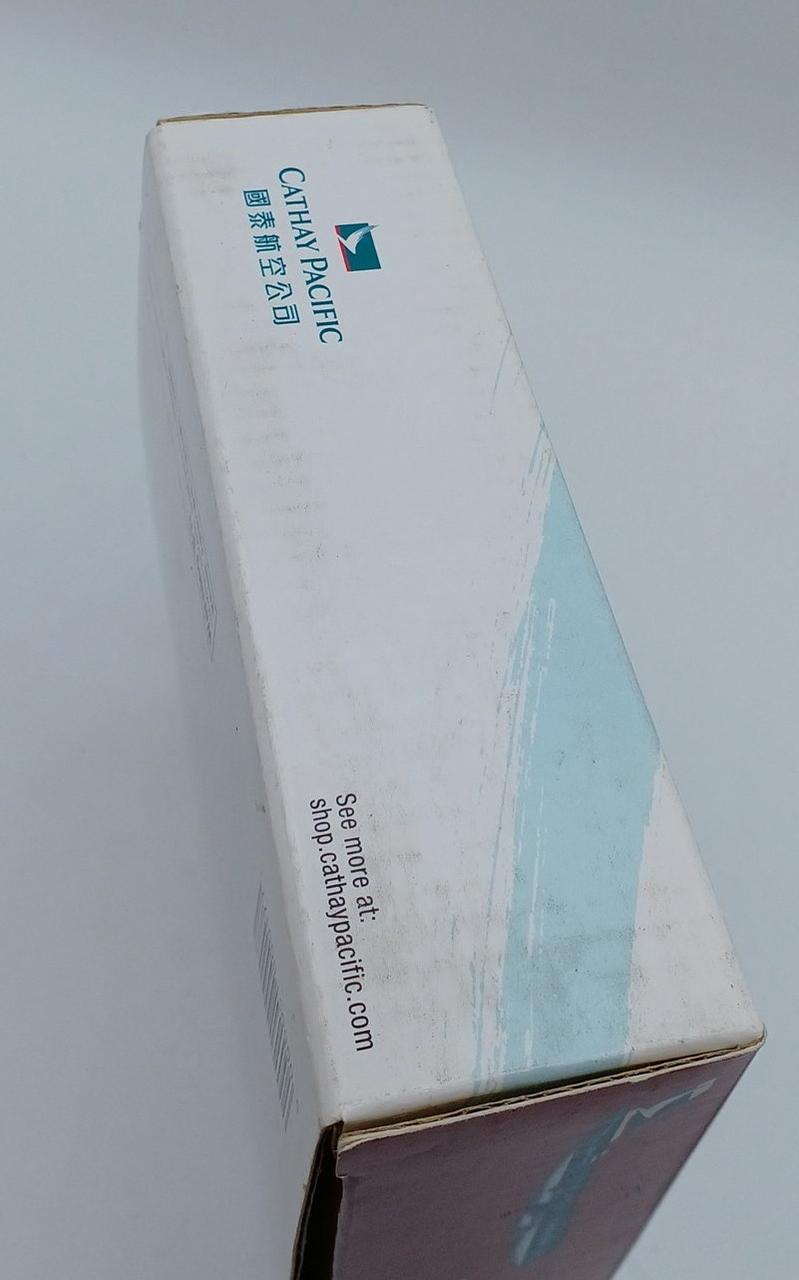 CATHAY PACIFIC
國泰航空公司
See more at:
shop.cathaypacific.com